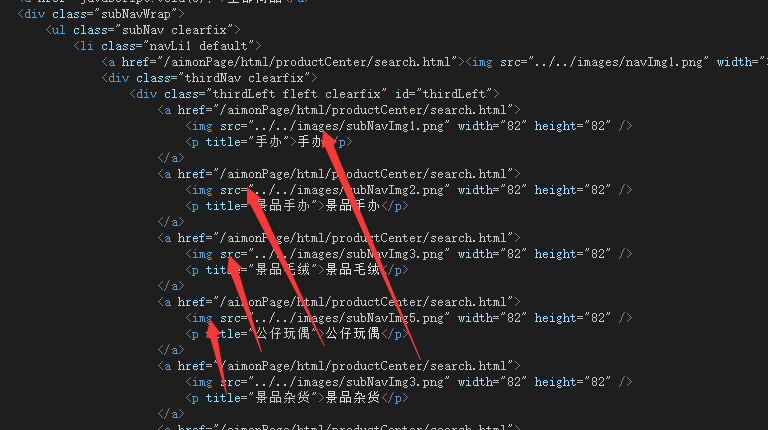 <div class="subNavWrap">
<ul class="subNav clearfix">
<li class="navLi1 default">
<a href="/aimonPage/html/productCenter/search.html"><img src="../../images/navImg1.png" width="
<div class="thirdNav clearfix">
<div class="thirdLeft fleft clearfix" id="thirdLeft">
<a href="/aimonPage/html/productCenter/search.html">
<img src="../../images/subNavImg1.png" width="82" height="82" />
<p title="手办">手办</p>
</a>
<a href="/aimonPage/html/productCenter/search.html">
<img src="../../images/subNavImg2.png" width="82" height="82" />
<p title="景品手办">景品手办</p>
</a>
<a href="/aimonPage/html/productCenter/search.html">
<img src="../../images/subNavImg3.png" width="82" height="82" />
<p title="景品毛绒">景品毛绒</p>
</a>
<a href="/aimonPage/html/productCenter/search.html">
<img src="../../images/subNavImg5.png" width="82" height="82" />
<p title="公仔玩偶">公仔玩偶</p>
</a>
<a href="/aimonPage/html/productCenter/search.html">
<img src="../../images/subNavImg3.png" width="82" height="82" />
<p title="景品杂货">景品杂货</p>
</a>